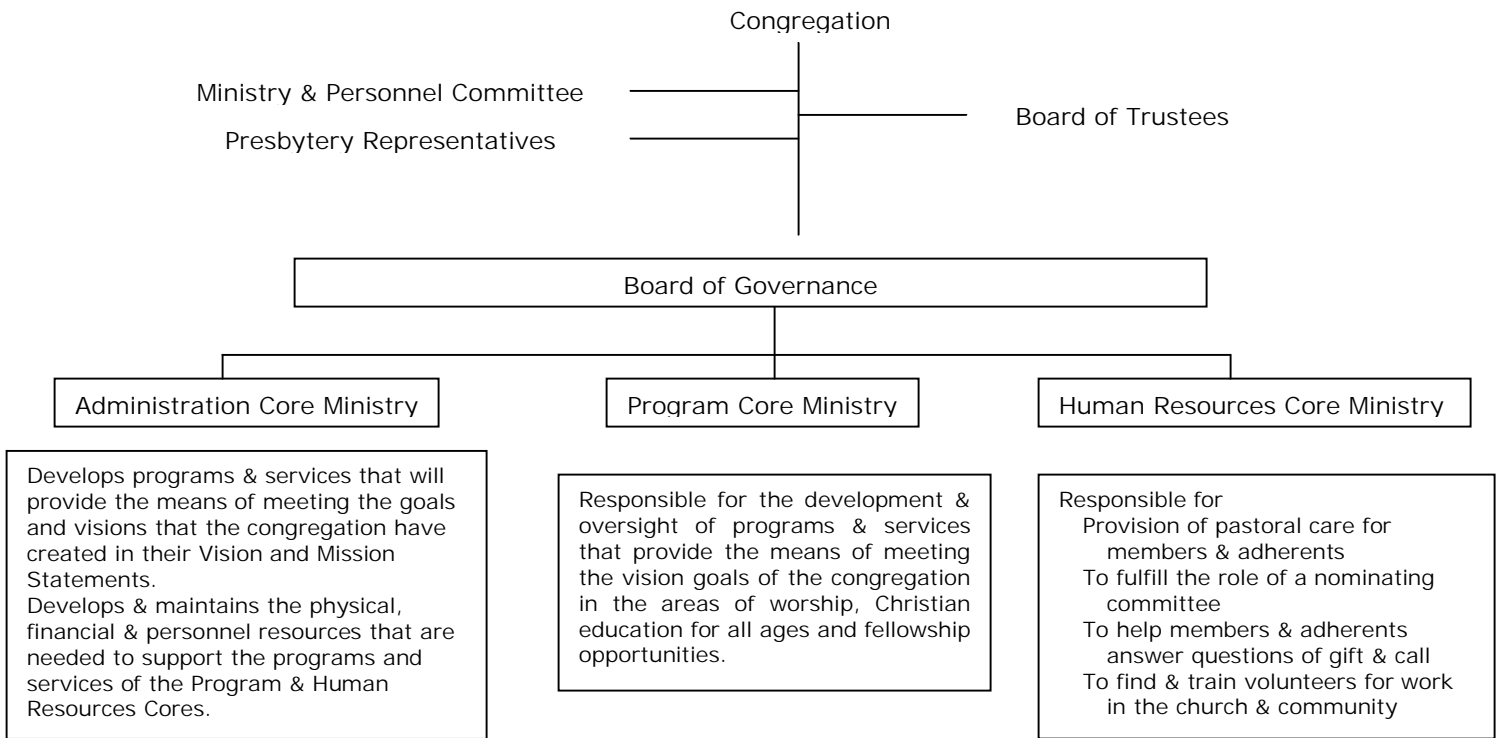 Congregation
Ministry & Personnel Committee
Board of Trustees
Presbytery Representatives
Board of Governance
Administration Core Ministry
Program Core Ministry
Human Resources Core Ministry
Develops programs & services that will
provide the means of meeting the goals
and visions that the congregation have
created in their Vision and Mission
Statements.
Develops & maintains the physical,
financial & personnel resources that are
needed to support the programs and
services of the Program & Human
Resources Cores.
Responsible for the development &
oversight of programs & services
that provide the means of meeting
the vision goals of the congregation
in the areas of worship, Christian
education for all ages and fellowship
opportunities.
Responsible for
Provision of pastoral care for
members & adherents
To fulfill the role of a nominating
committee
To help members & adherents
answer questions of gift & call
To find & train volunteers for work
in the church & community